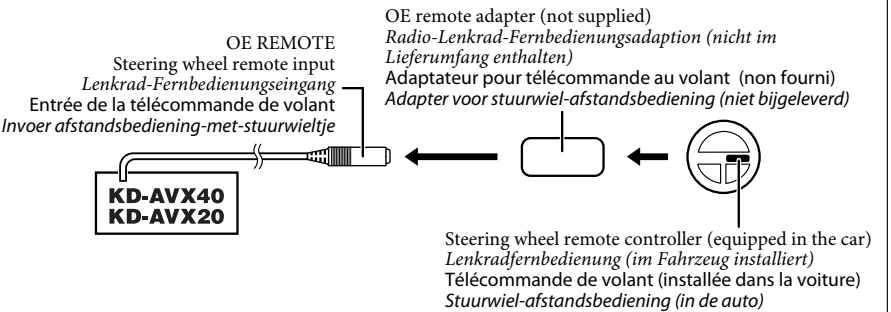 OE REMOTE
Steering wheel remote input
Lenkrad-Fernbedienungseingang
Entrée de la télécommande de volant
Invoer afstandsbediening-met-stuurwieltje
OE remote adapter (not supplied)
Radio-Lenkrad-Fernbedienungsadaption (nicht im
Lieferumfang enthalten)
Adaptateur pour télécommande au volant (non fourni)
Adapter voor stuurwiel-afstandsbediening (niet bijgeleverd)
KD-AVX40
KD-AVX20
Steering wheel remote controller (equipped in the car)
Lenkradfernbedienung (im Fahrzeug installiert)
Télécommande de volant (installée dans la voiture)
Stuurwiel-afstandsbediening (in de auto)